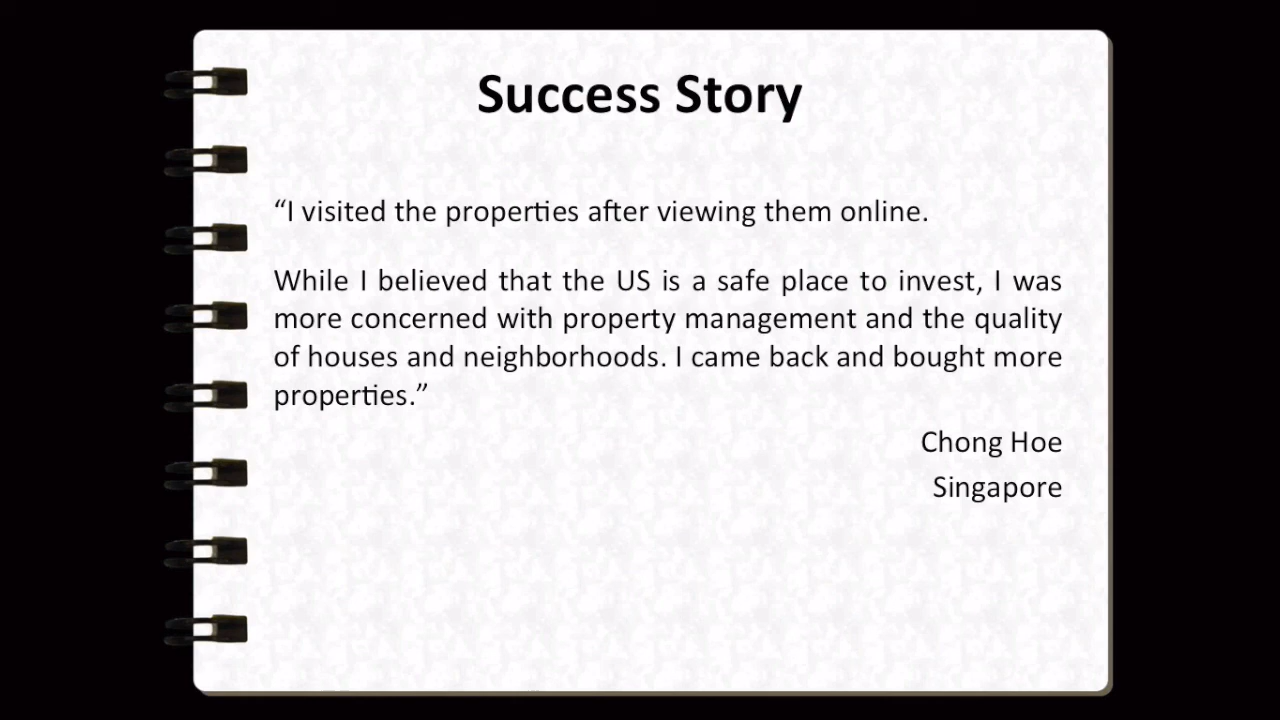 Success Story
“I visited the properties after viewing them online.
While I believed that the US is a safe place to invest, I was
more concerned with property management and the quality
of houses and neighborhoods. I came back and bought more
properties.”
Chong Hoe
Singapore